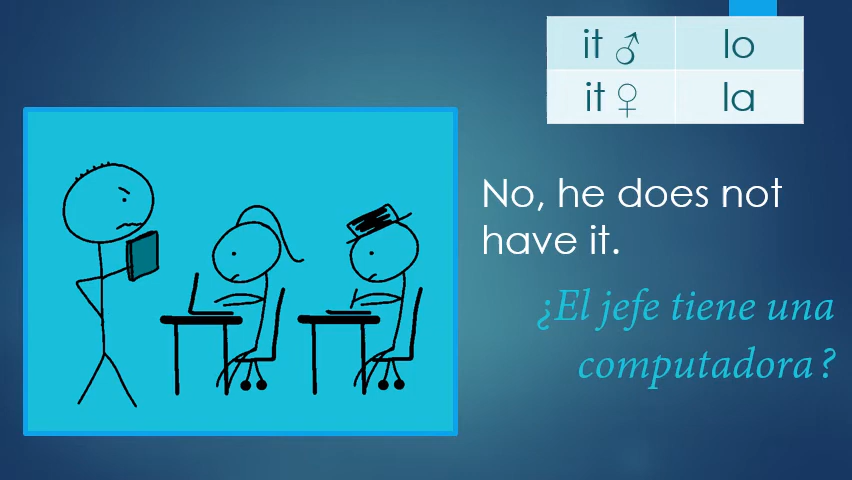 it ♂ lo
it ♀ la
No, he does not
have it.
¿El jefe tiene una
computadora?